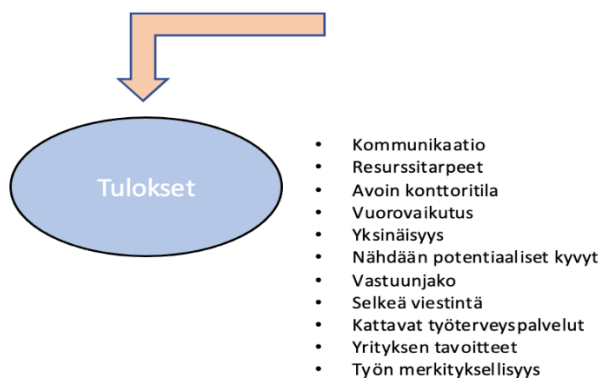 Tulokset
• Kommunikaatio
• Resurssitarpeet
• Avoin konttoritila
• Vuorovaikutus
• Yksinäisyys
• Nähdään potentiaaliset kyvyt
• Vastuunjako
• Selkeä viestintä
• Kattavat työterveyspalvelut
• Yrityksen tavoitteet
• Työn merkityksellisyys